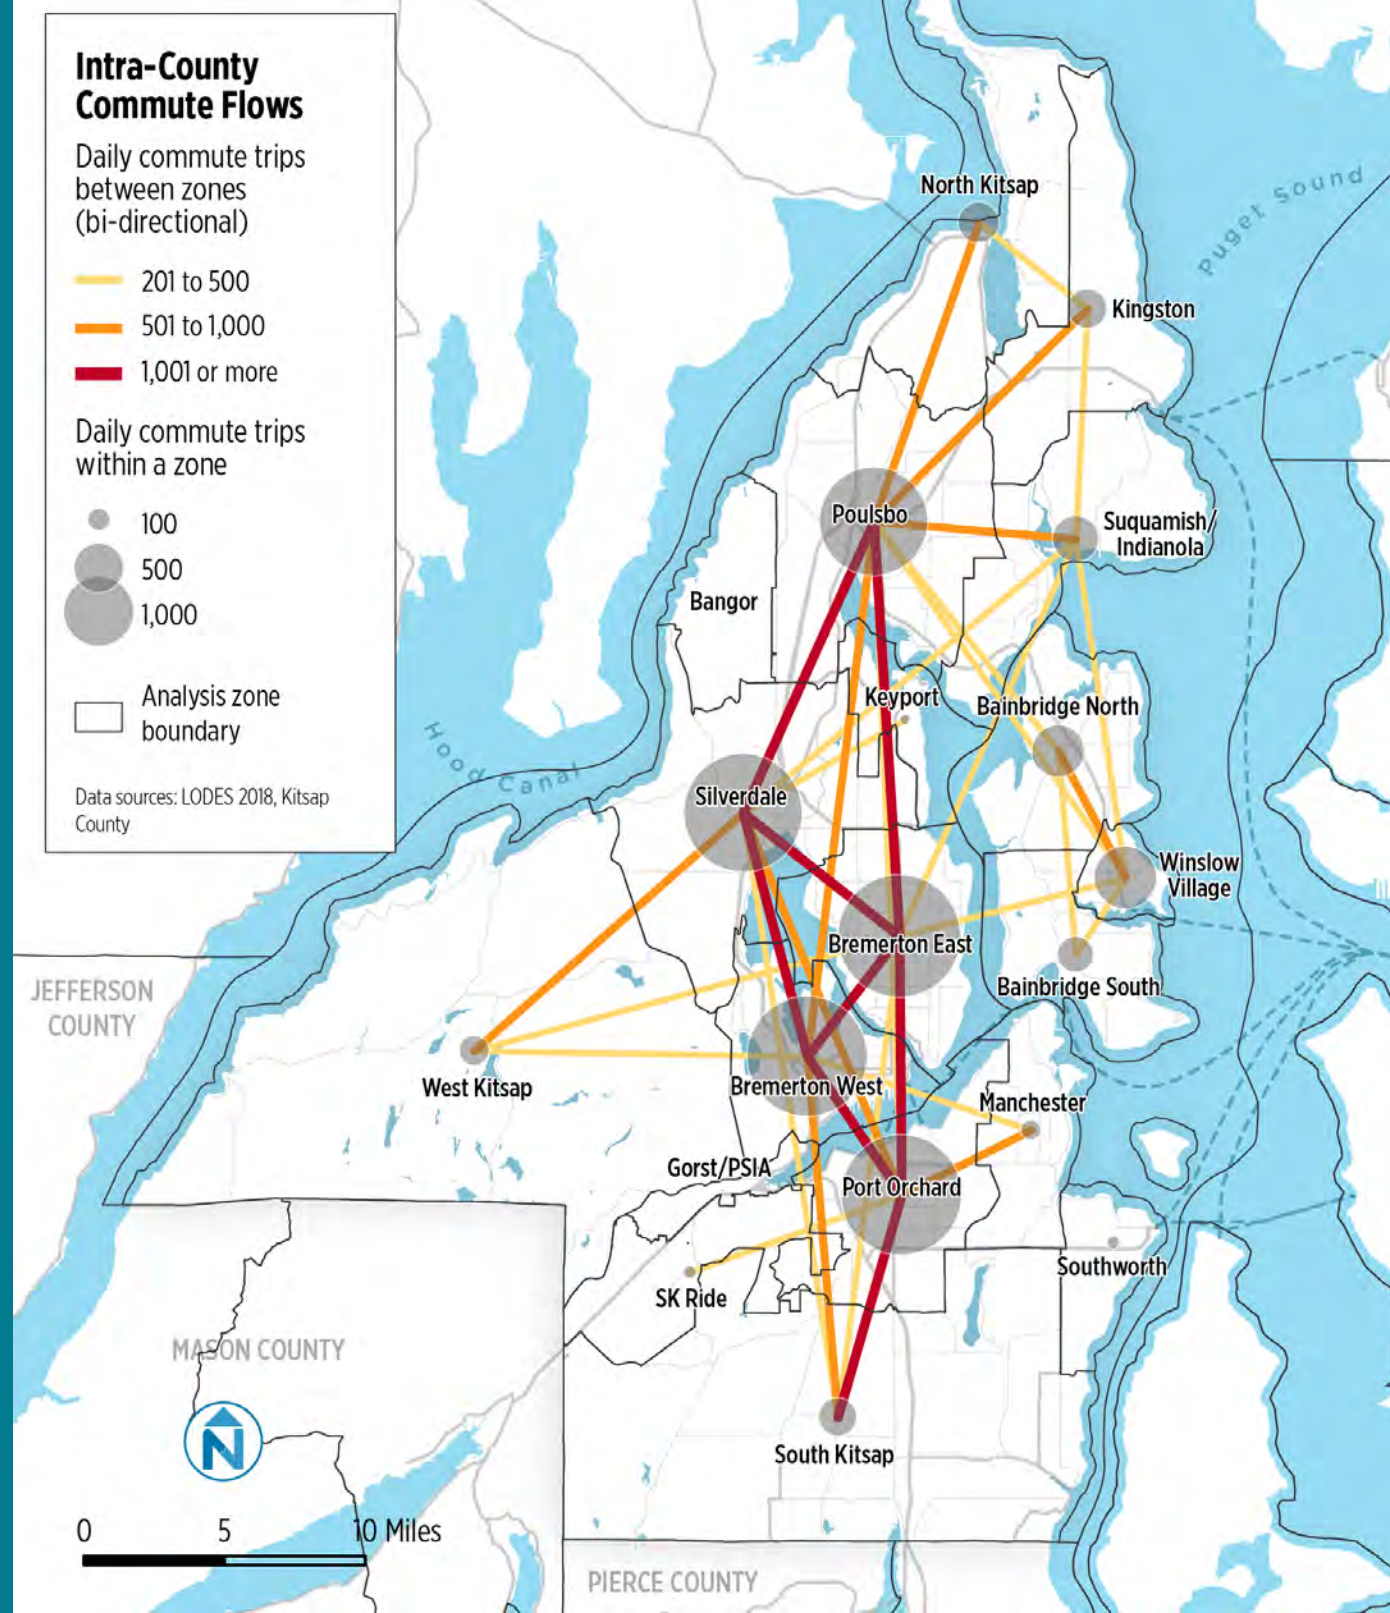 Intra-County
Commute Flows
Daily commute trips
between zones
(bi-directional)
201 to 500
501 to 1,000
1,001 or more
Daily commute trips
within a zone
100
500
1,000
Analysis zone
boundary
Data sources: LODES 2018, Kitsap
County
North Kitsap
Puget Sound
Kingston
Poulsbo
Suquamish/
Indianola
Bangor
Keyport
Bainbridge North
Hood Canal
Silverdale
Winslow
Village
Bremerton East
Bainbridge South
JEFFERSON
COUNTY
West Kitsap
Bremerton West
Manchester
Gorst/PSIA
Port Orchard
Southworth
SK Ride
MASON COUNTY
N
South Kitsap
0 5 10 Miles
PIERCE COUNTY